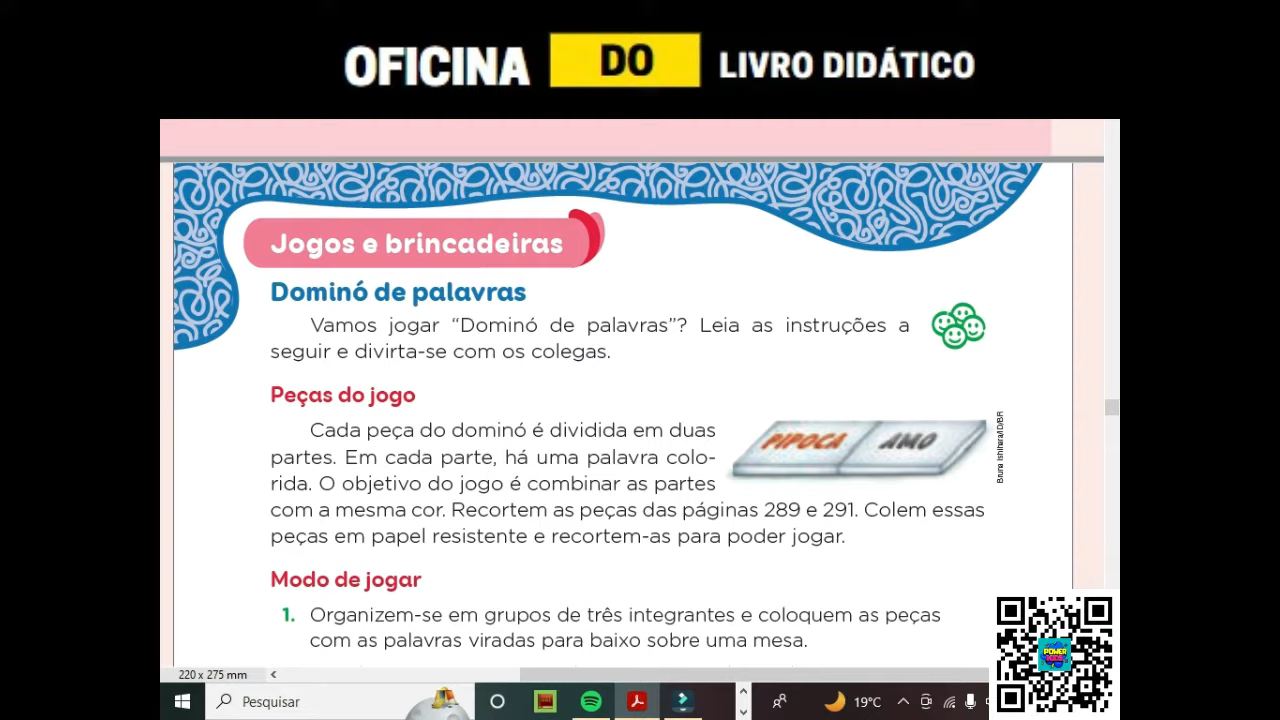 OFICINA DO LIVRO DIDÁTICO
Jogos e brincadeiras
Dominó de palavras
Vamos jogar “Dominó de palavras”? Leia as instruções a
seguir e divirta-se com os colegas.
Peças do jogo
Cada peça do dominó é dividida em duas
partes. Em cada parte, há uma palavra colo-
rida. O objetivo do jogo é combinar as partes
com a mesma cor. Recortem as peças das páginas 289 e 291. Colem essas
peças em papel resistente e recortem-as para poder jogar.
PIPOCA AMO
Bruna Ishihara/ID/BR
Modo de jogar
1. Organizem-se em grupos de três integrantes e coloquem as peças
com as palavras viradas para baixo sobre uma mesa.
220 x 275 mm
Pesquisar
19°C
POWER